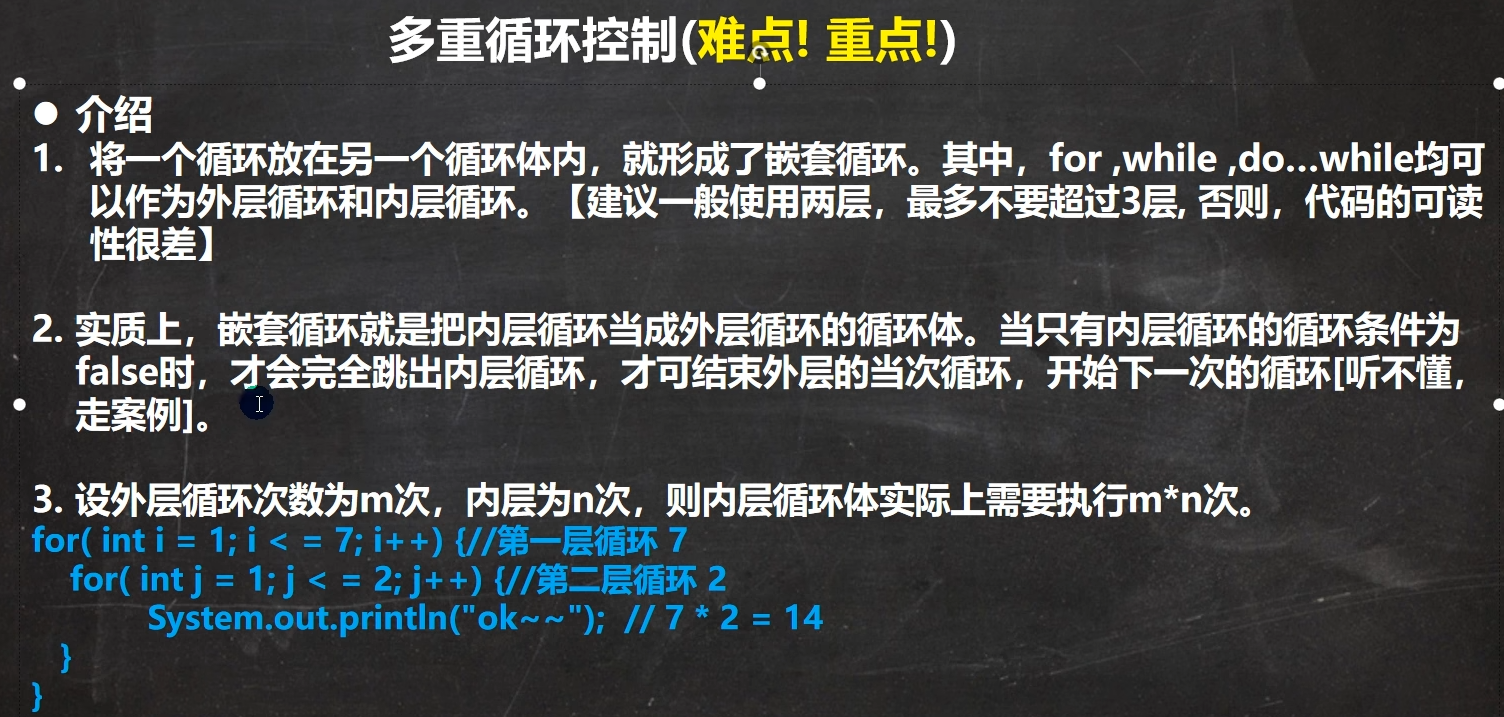 多重循环控制(难点! 重点!)
● 介绍
1. 将一个循环放在另一个循环体内，就形成了嵌套循环。其中，for ,while ,do…while均可
以作为外层循环和内层循环。【建议一般使用两层，最多不要超过3层, 否则，代码的可读
性很差】
2. 实质上，嵌套循环就是把内层循环当成外层循环的循环体。当只有内层循环的循环条件为
false时，才会完全跳出内层循环，才可结束外层的当次循环，开始下一次的循环[听不懂，
走案例]。
3. 设外层循环次数为m次，内层为n次，则内层循环体实际上需要执行m*n次。
for( int i = 1; i < = 7; i++) {//第一层循环 7
for( int j = 1; j < = 2; j++) {//第二层循环 2
System.out.println("ok~~"); // 7 * 2 = 14
}
}